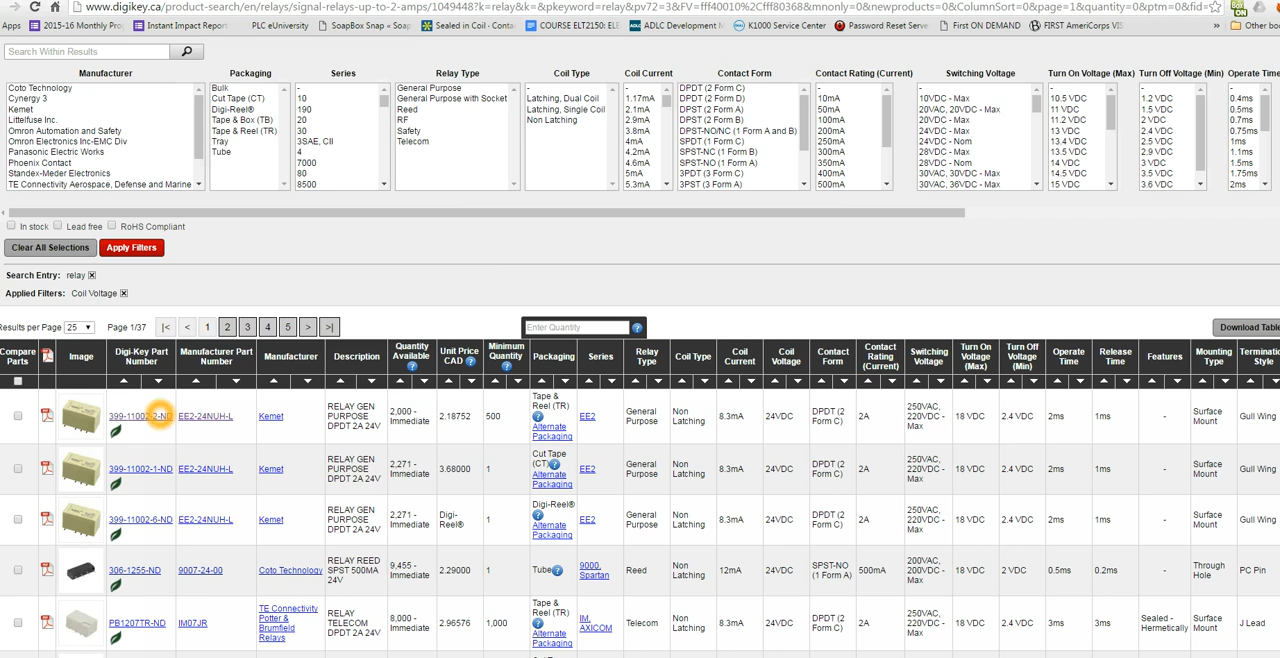 www.digikey.ca/product-search/en/relays/signal-relays-up-to-2-amps/1049448?k=relay&k=&pkeyword=relay&pv72=3&FV=fff40010%2Cfff80368&mnonly=0&newproducts=0&ColumnSort=0&page=1&quantity=0&ptm=0&fid=
Apps 2015-16 Monthly Prog Instant Impact Report PLC eUniversity SoapBox Snap « Soap Sealed in Coil - Contact COURSE ELT2150: ELE ADLC Development M K1000 Service Center Password Reset Serve First ON DEMAND FIRST AmeriCorps VIS » Other bo
Search Within Results
Manufacturer Packaging Series Relay Type Coil Type Coil Current Contact Form Contact Rating (Current) Switching Voltage Turn On Voltage (Max) Turn Off Voltage (Min) Operate Time
Coto Technology Bulk - General Purpose - - DPDT (2 Form C) - - - - -
Cynergy 3 Cut Tape (CT) 10 General Purpose with Socket Latching, Dual Coil 1.17mA DPDT (2 Form C) 10mA 10VDC - Max 10.5 VDC 1.2 VDC 0.4ms
Kemet Digi-Reel® 190 Reed Latching, Single Coil 2.1mA DPST (2 Form A) 50mA 20VAC, 20VDC - Max 11 VDC 1.5 VDC 0.5ms
Littelfuse Inc. Tape & Box (TB) 20 RF Non Latching 2.9mA DPST (2 Form B) 100mA 20VDC - Max 11.2 VDC 2 VDC 0.7ms
Omron Automation and Safety Tape & Reel (TR) 30 Safety 3.8mA DPST-NO/NC (1 Form A and B) 200mA 24VDC - Max 13 VDC 2.4 VDC 0.75ms
Omron Electronics Inc-EMC Div Tray 3SAE, CII Telecom 4mA SPDT (1 Form C) 250mA 24VDC - Nom 13.4 VDC 2.5 VDC 1ms
Panasonic Electric Works Tube 4 4.2mA SPST-NC (1 Form B) 300mA 28VDC - Max 13.5 VDC 2.9 VDC 1.1ms
Phoenix Contact 7000 4.6mA SPST-NO (1 Form A) 350mA 28VDC - Nom 14 VDC 3 VDC 1.5ms
Standex-Meder Electronics 80 5mA 3PDT (3 Form C) 400mA 30VAC, 30VDC - Max 14.5 VDC 3.5 VDC 1.75ms
TE Connectivity Aerospace, Defense and Marine 8500 5.3mA 3PST (3 Form A) 500mA 30VAC, 36VDC - Max 15 VDC 3.6 VDC 2ms
In stock Lead free RoHS Compliant
Clear All Selections Apply Filters
Search Entry: relay
Applied Filters: Coil Voltage
Results per Page 25 Page 1/37 |< < 1 2 3 4 5 > >| Enter Quantity Download Table
Compare Parts Image Digi-Key Part Number Manufacturer Part Number Manufacturer Description Quantity Available Unit Price CAD Minimum Quantity Packaging Series Relay Type Coil Type Coil Current Coil Voltage Contact Form Contact Rating (Current) Switching Voltage Turn On Voltage (Max) Turn Off Voltage (Min) Operate Time Release Time Features Mounting Type Termination Style
399-11002-2-ND EE2-24NUH-L Kemet RELAY GEN PURPOSE DPDT 2A 24V 2,000 - Immediate 2.18752 500 Tape & Reel (TR) Alternate Packaging EE2 General Purpose Non Latching 8.3mA 24VDC DPDT (2 Form C) 2A 250VAC, 220VDC - Max 18 VDC 2.4 VDC 2ms 1ms - Surface Mount Gull Wing
399-11002-1-ND EE2-24NUH-L Kemet RELAY GEN PURPOSE DPDT 2A 24V 2,271 - Immediate 3.68000 1 Cut Tape (CT) Alternate Packaging EE2 General Purpose Non Latching 8.3mA 24VDC DPDT (2 Form C) 2A 250VAC, 220VDC - Max 18 VDC 2.4 VDC 2ms 1ms - Surface Mount Gull Wing
399-11002-6-ND EE2-24NUH-L Kemet RELAY GEN PURPOSE DPDT 2A 24V 2,271 - Immediate Digi-Reel® 1 Digi-Reel® Alternate Packaging EE2 General Purpose Non Latching 8.3mA 24VDC DPDT (2 Form C) 2A 250VAC, 220VDC - Max 18 VDC 2.4 VDC 2ms 1ms - Surface Mount Gull Wing
306-1255-ND 9007-24-00 Coto Technology RELAY REED SPST 500MA 24V 9,455 - Immediate 2.29000 1 Tube 9000, Spartan Reed Non Latching 12mA 24VDC SPST-NO (1 Form A) 500mA 200VAC, 200VDC - Max 18 VDC 2 VDC 0.5ms 0.2ms - Through Hole PC Pin
PB1207TR-ND IM07JR TE Connectivity Potter & Brumfield Relays RELAY TELECOM DPDT 2A 24V 8,000 - Immediate 2.96576 1,000 Tape & Reel (TR) Alternate Packaging IM, AXICOM Telecom Non Latching 5.8mA 24VDC DPDT (2 Form C) 2A 250VAC, 220VDC - Max 18 VDC 2.4 VDC 3ms 3ms Sealed - Hermetically Surface Mount J Lead